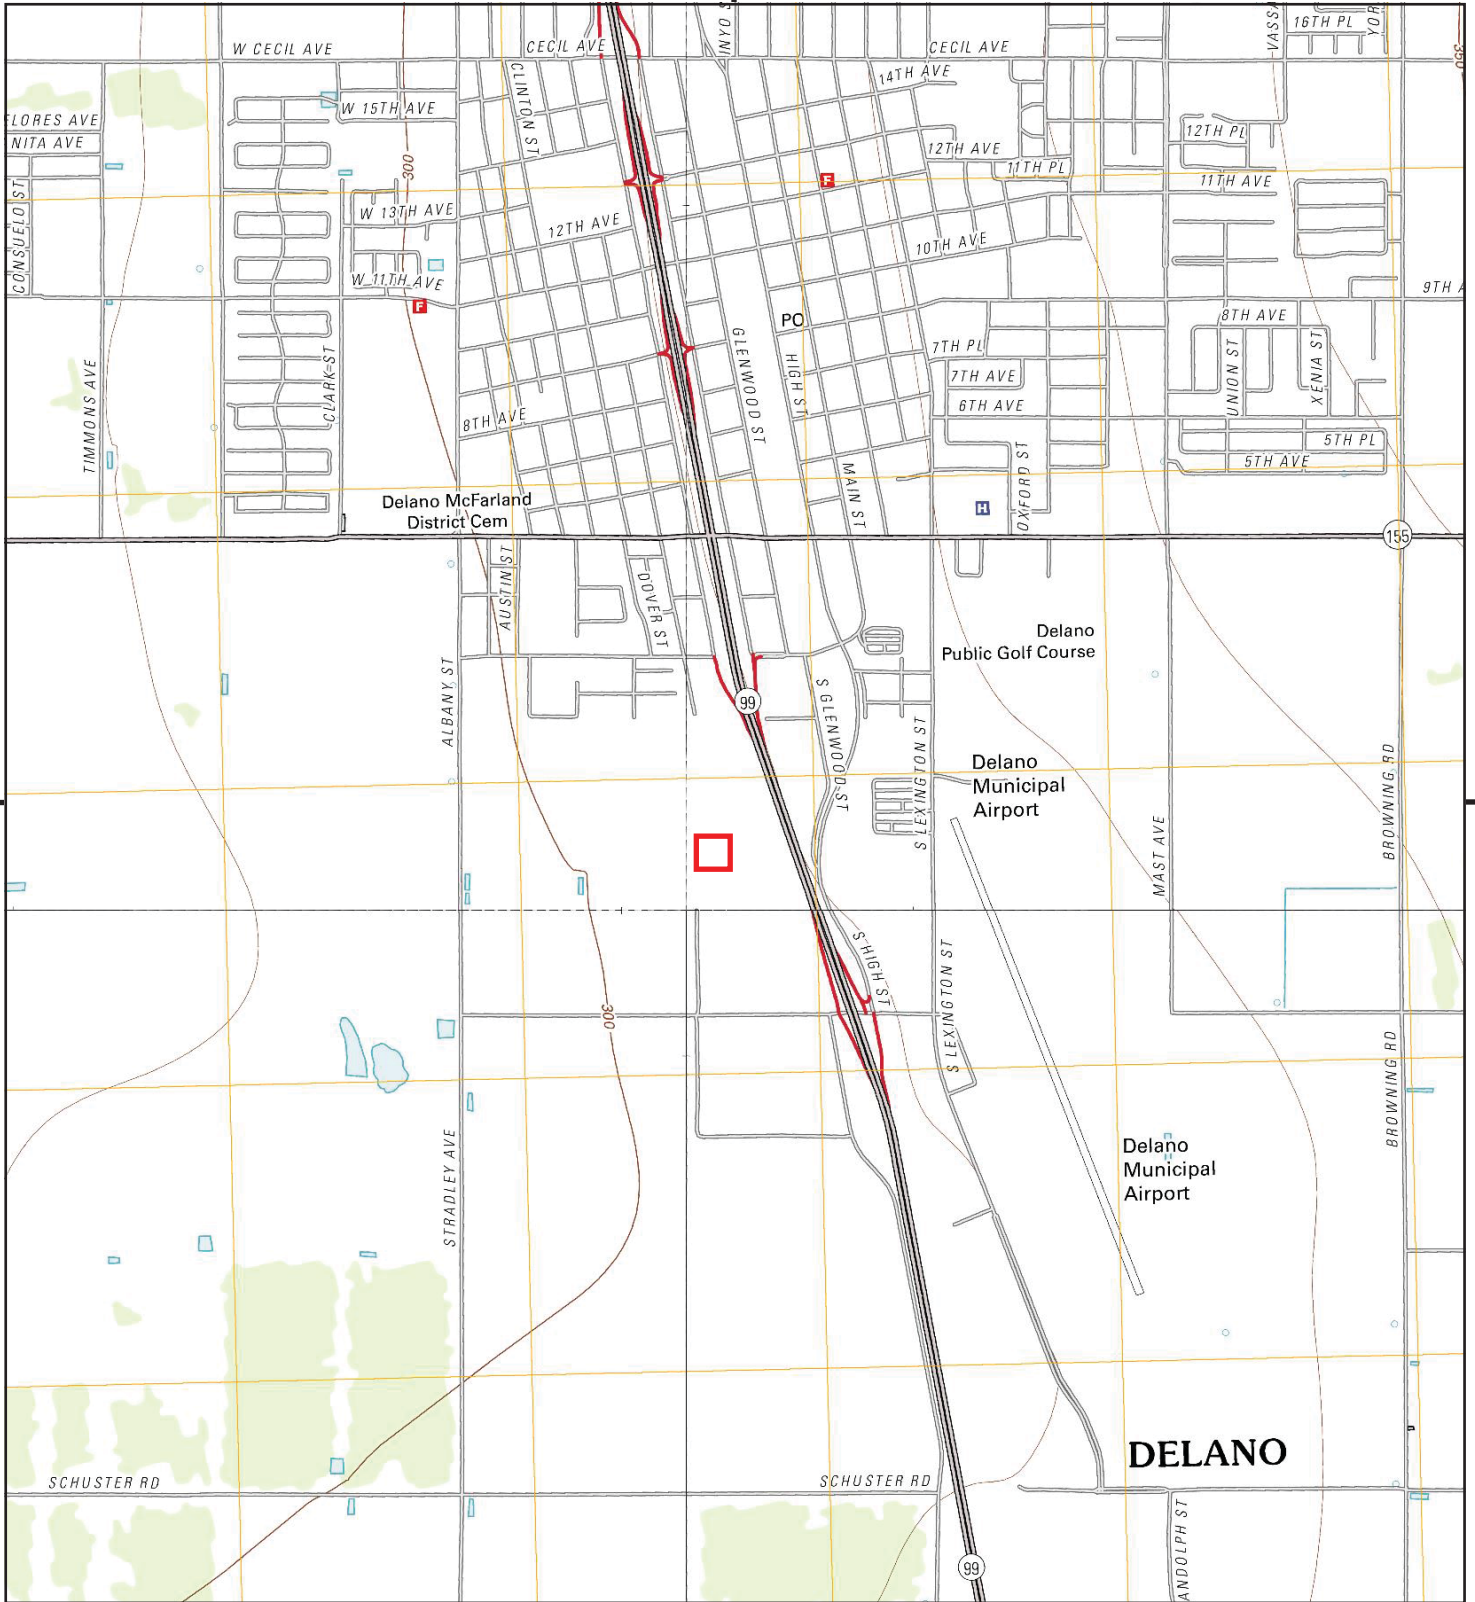 16TH PL
W CECIL AVE
CECIL AVE
CECIL AVE
14TH AVE
CLINTON ST
W 15TH AVE
NITA AVE
12TH PL
12TH AVE
11TH PL
11TH AVE
300
F
CONSUELO ST
W 13TH AVE
12TH AVE
10TH AVE
W 11TH AVE
F
PO
8TH AVE
GLENWOOD ST
HIGH ST
7TH PL
7TH AVE
6TH AVE
UNION ST
XENIA ST
TIMMONS AVE
CLARK ST
8TH AVE
5TH PL
5TH AVE
MAIN ST
OXFORD ST
H
Delano McFarland
District Cem
155
AUSTIN ST
DOVER ST
Delano
Public Golf Course
ALBANY ST
99
S GLENWOOD ST
S LEXINGTON ST
Delano
Municipal
Airport
MAST AVE
BROWNING RD
S HIGH ST
S LEXINGTON ST
300
BROWNING RD
STRADLEY AVE
Delano
Municipal
Airport
DELANO
SCHUSTER RD
SCHUSTER RD
99